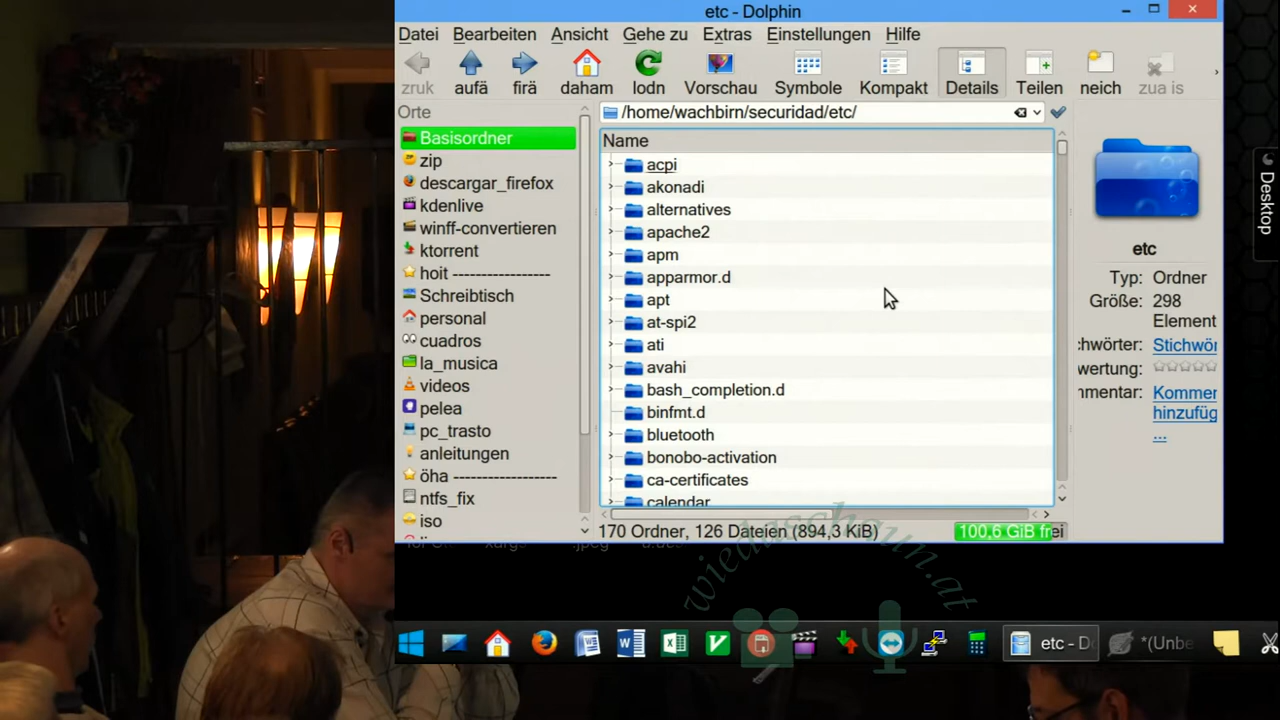 etc - Dolphin
Datei Bearbeiten Ansicht Gehe zu Extras Einstellungen Hilfe
zruk aufä firä daham lodn Vorschau Symbole Kompakt Details Teilen neich zua is
Orte
Basisordner
zip
descargar_firefox
kdenlive
winff-convertieren
ktorrent
hoit -----------------
Schreibtisch
personal
cuadros
la_musica
videos
pelea
pc_trasto
anleitungen
öha ------------------
ntfs_fix
iso
/home/wachbirn/securidad/etc/
Name
acpi
akonadi
alternatives
apache2
apm
apparmor.d
apt
at-spi2
ati
avahi
bash_completion.d
binfmt.d
bluetooth
bonobo-activation
ca-certificates
calendar
170 Ordner, 126 Dateien (894,3 KiB)
100,6 GiB frei
etc
Typ: Ordner
Größe: 298
Element
chwörter: Stichwör
wertung:
nmentar: Kommer
hinzufüg
...
Desktop
wiedaschaun.at
etc - D
*(Unbe